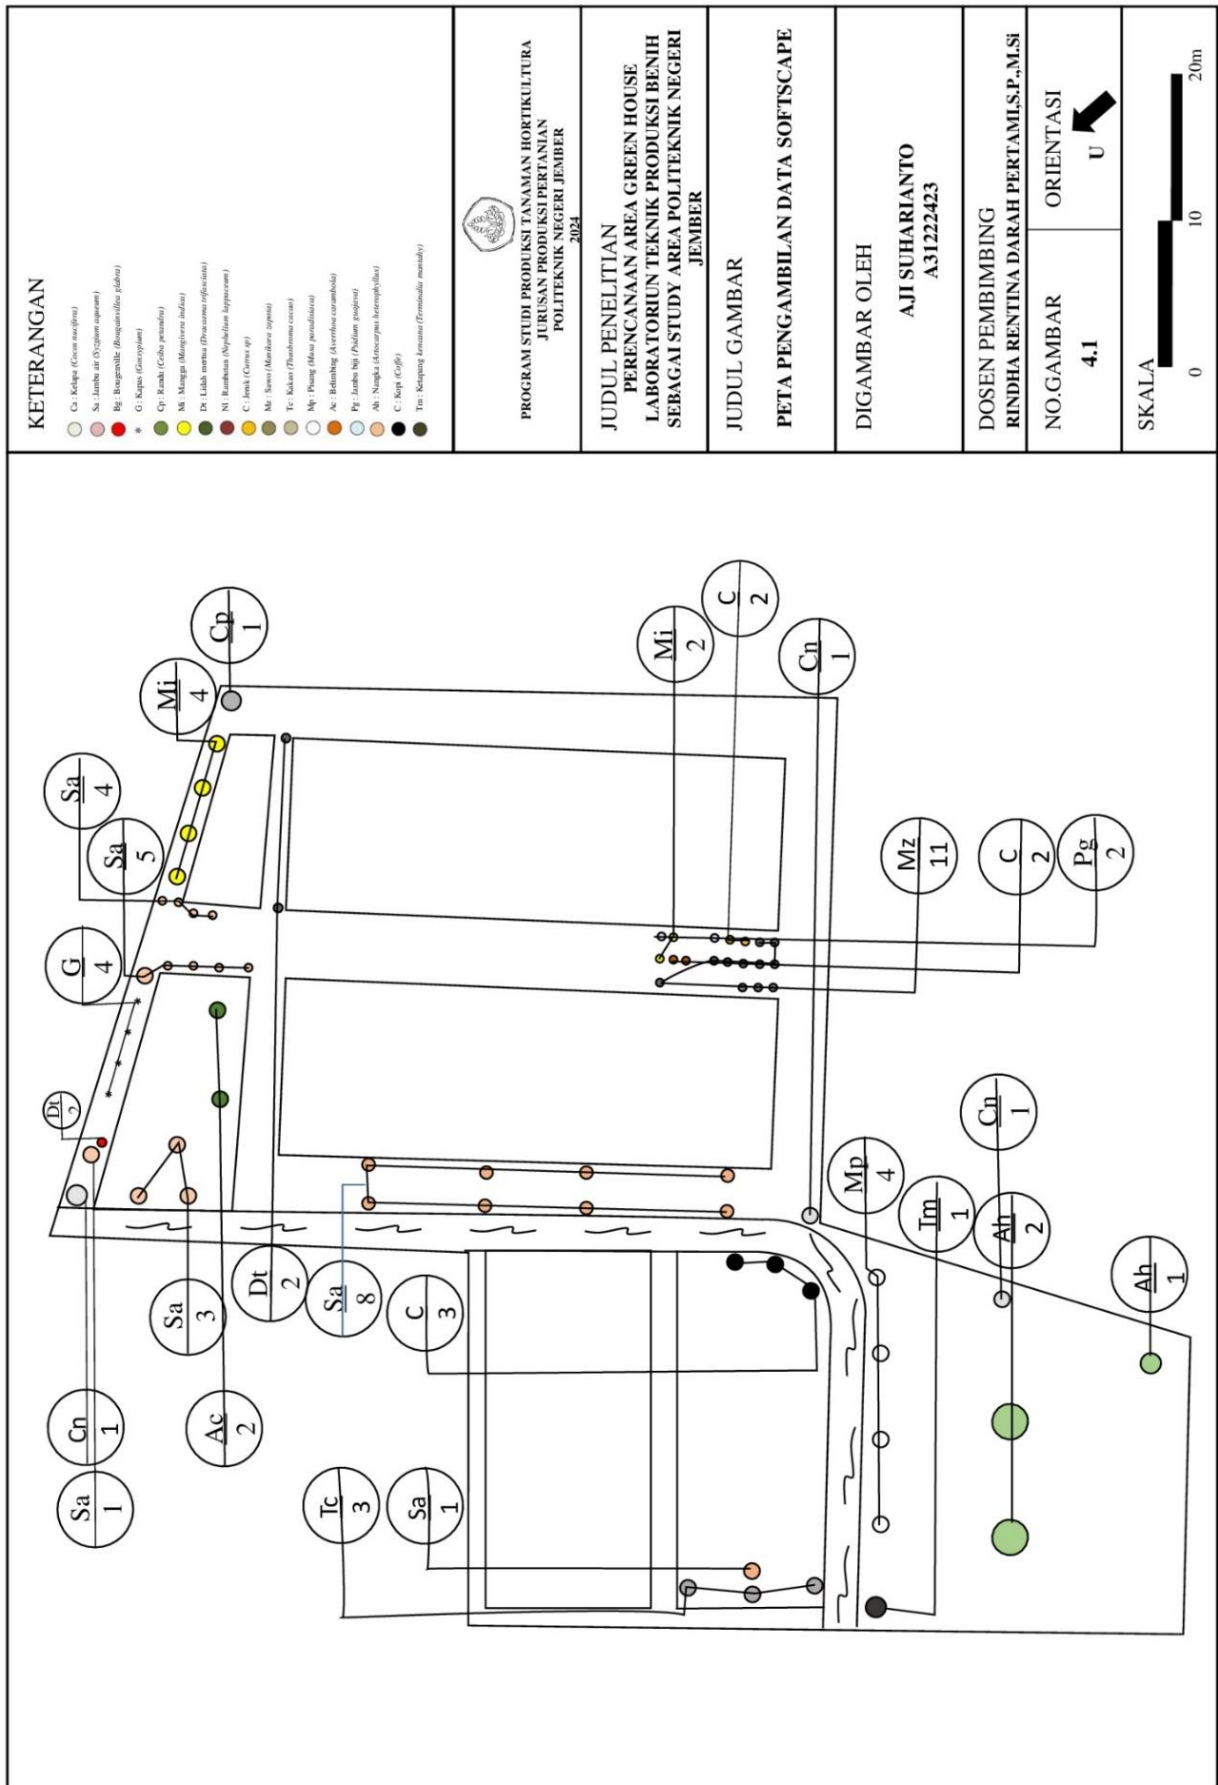 KETERANGAN
Ca : Kelapa (Cocos nucifera)
Sa : Jambu air (Syzgium aqueum)
Bg : Bougenville (Bougainvillea glabra)
* G : Kapas (Gossypium)
Cp : Randu (Ceiba petandra)
Mi : Mangga (Mangivera indica)
Dt : Lidah mertua (Dracaena trifasciata)
Nl : Rambutan (Nephelium lappaceum)
C : Jeruk (Cutrus sp)
Mz : Sawo (Manikara zapota)
Tc : Kakao (Theobroma cacao)
Mp : Pisang (Musa paradisiaca)
Ac : Belimbing (Averrhoa carambola)
Pg : Jambu biji (Psidium guajava)
Ah : Nangka (Artocarpus heterophyllus)
C : Kopi (Coffe)
Tm : Ketapang kencana (Terminalia mantaly)
PROGRAM STUDI PRODUKSI TANAMAN HORTIKULTURA
JURUSAN PRODUKSI PERTANIAN
POLITEKNIK NEGERI JEMBER
2024
JUDUL PENELITIAN
PERENCANAAN AREA GREEN HOUSE
LABORATORIUN TEKNIK PRODUKSI BENIH
SEBAGAI STUDY AREA POLITEKNIK NEGERI
JEMBER
JUDUL GAMBAR
PETA PENGAMBILAN DATA SOFTSCAPE
DIGAMBAR OLEH
AJI SUHARIANTO
A31222423
DOSEN PEMBIMBING
RINDHA RENTINA DARAH PERTAMI,S.P.,M.Si
NO.GAMBAR
4.1
ORIENTASI
U
SKALA
0 10 20m
Sa
1
Cn
1
Dt
2
G
4
Sa
5
Sa
4
Mi
4
Cp
1
Sa
3
Ac
2
Dt
2
Sa
8
C
3
Tc
3
Sa
1
Mi
2
C
2
Cn
1
Mz
11
C
2
Pg
2
Mp
4
Tm
1
Cn
1
Ah
2
Ah
1